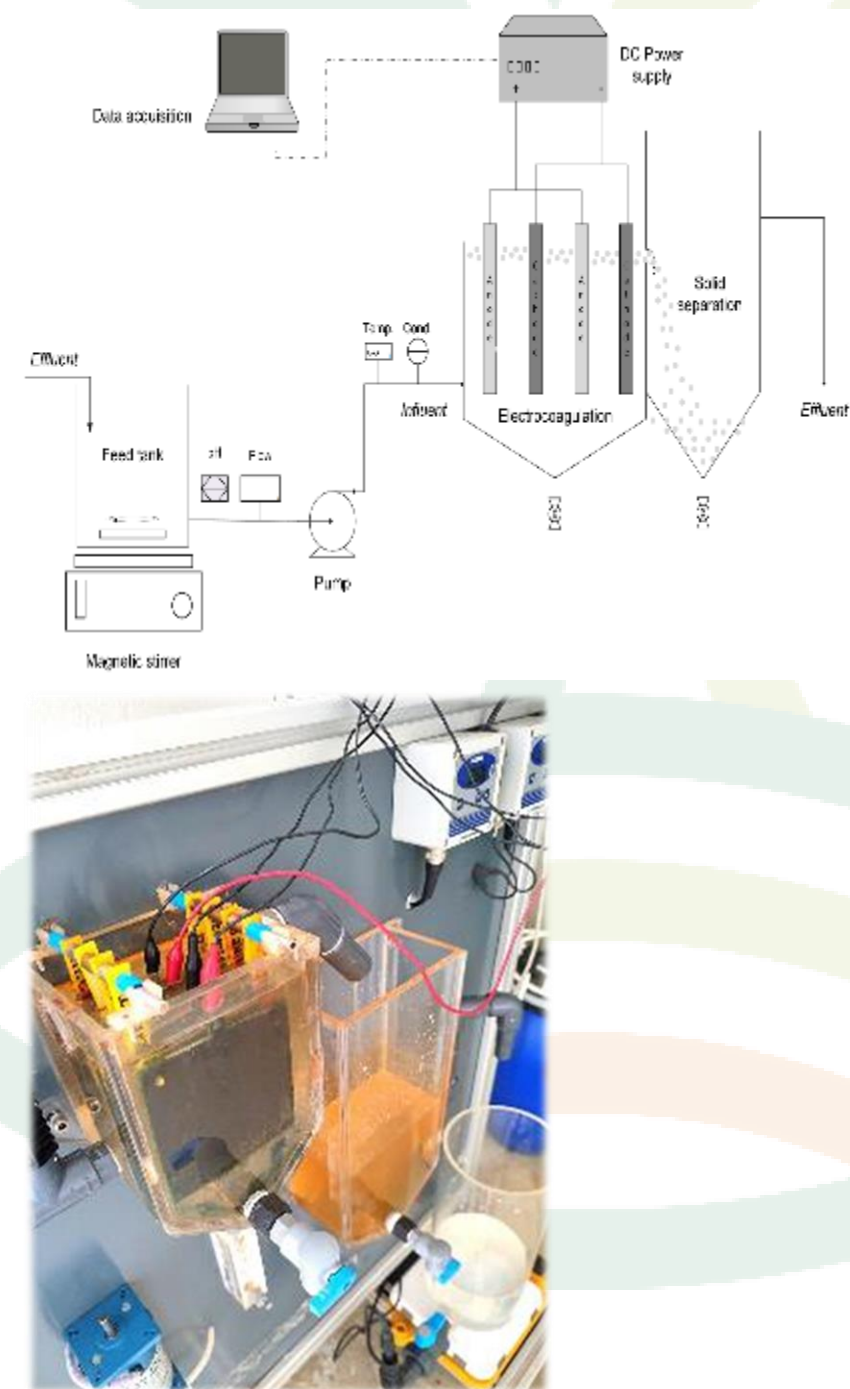 DC Power
supply
Data acquisition
Solid
separation
Temp.
Cond
Effluent
Influent
Electrocoagulation
Effluent
Feed tank
pH
Flow
Pump
Magnetic stirrer